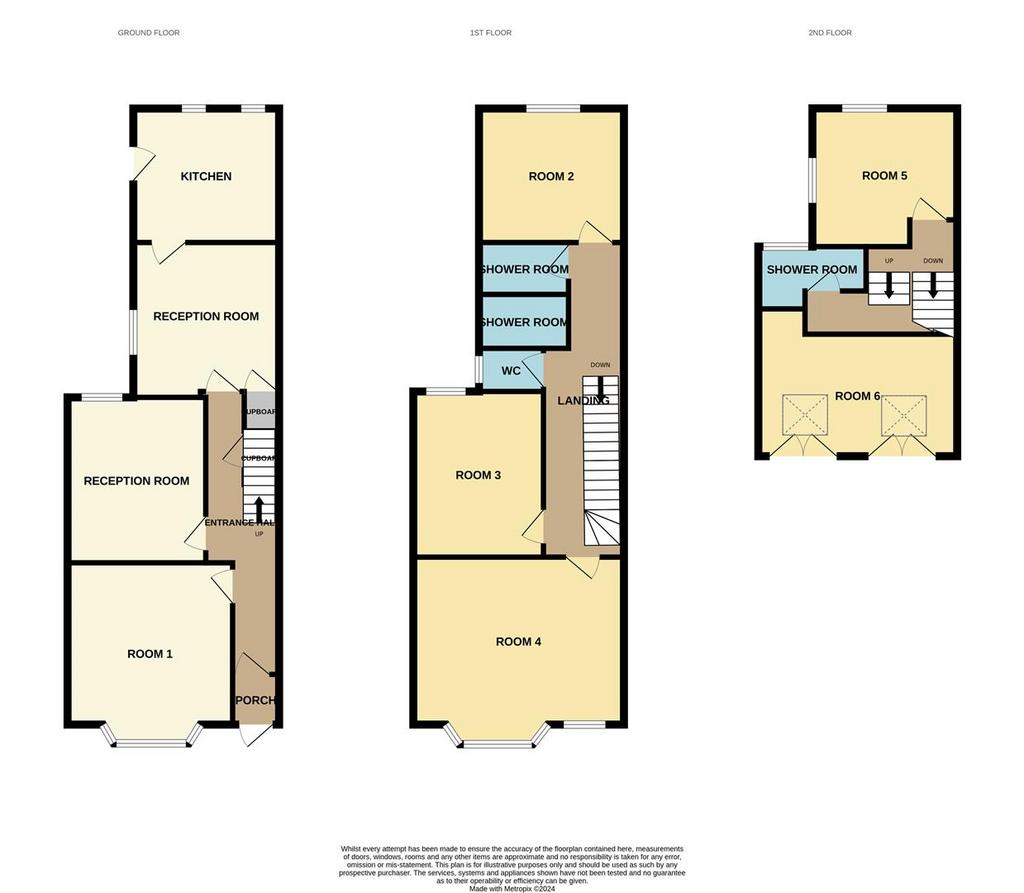 GROUND FLOOR
1ST FLOOR
2ND FLOOR
KITCHEN
RECEPTION ROOM
UPBOAR
CUPBOAR
RECEPTION ROOM
ENTRANCE HAL
UP
ROOM 1
PORCH
ROOM 2
SHOWER ROOM
SHOWER ROOM
WC
DOWN
LANDING
ROOM 3
ROOM 4
ROOM 5
SHOWER ROOM
UP
DOWN
ROOM 6
Whilst every attempt has been made to ensure the accuracy of the floorplan contained here, measurements
of doors, windows, rooms and any other items are approximate and no responsibility is taken for any error,
omission or mis-statement. This plan is for illustrative purposes only and should be used as such by any
prospective purchaser. The services, systems and appliances shown have not been tested and no guarantee
as to their operability or efficiency can be given.
Made with Metropix ©2024